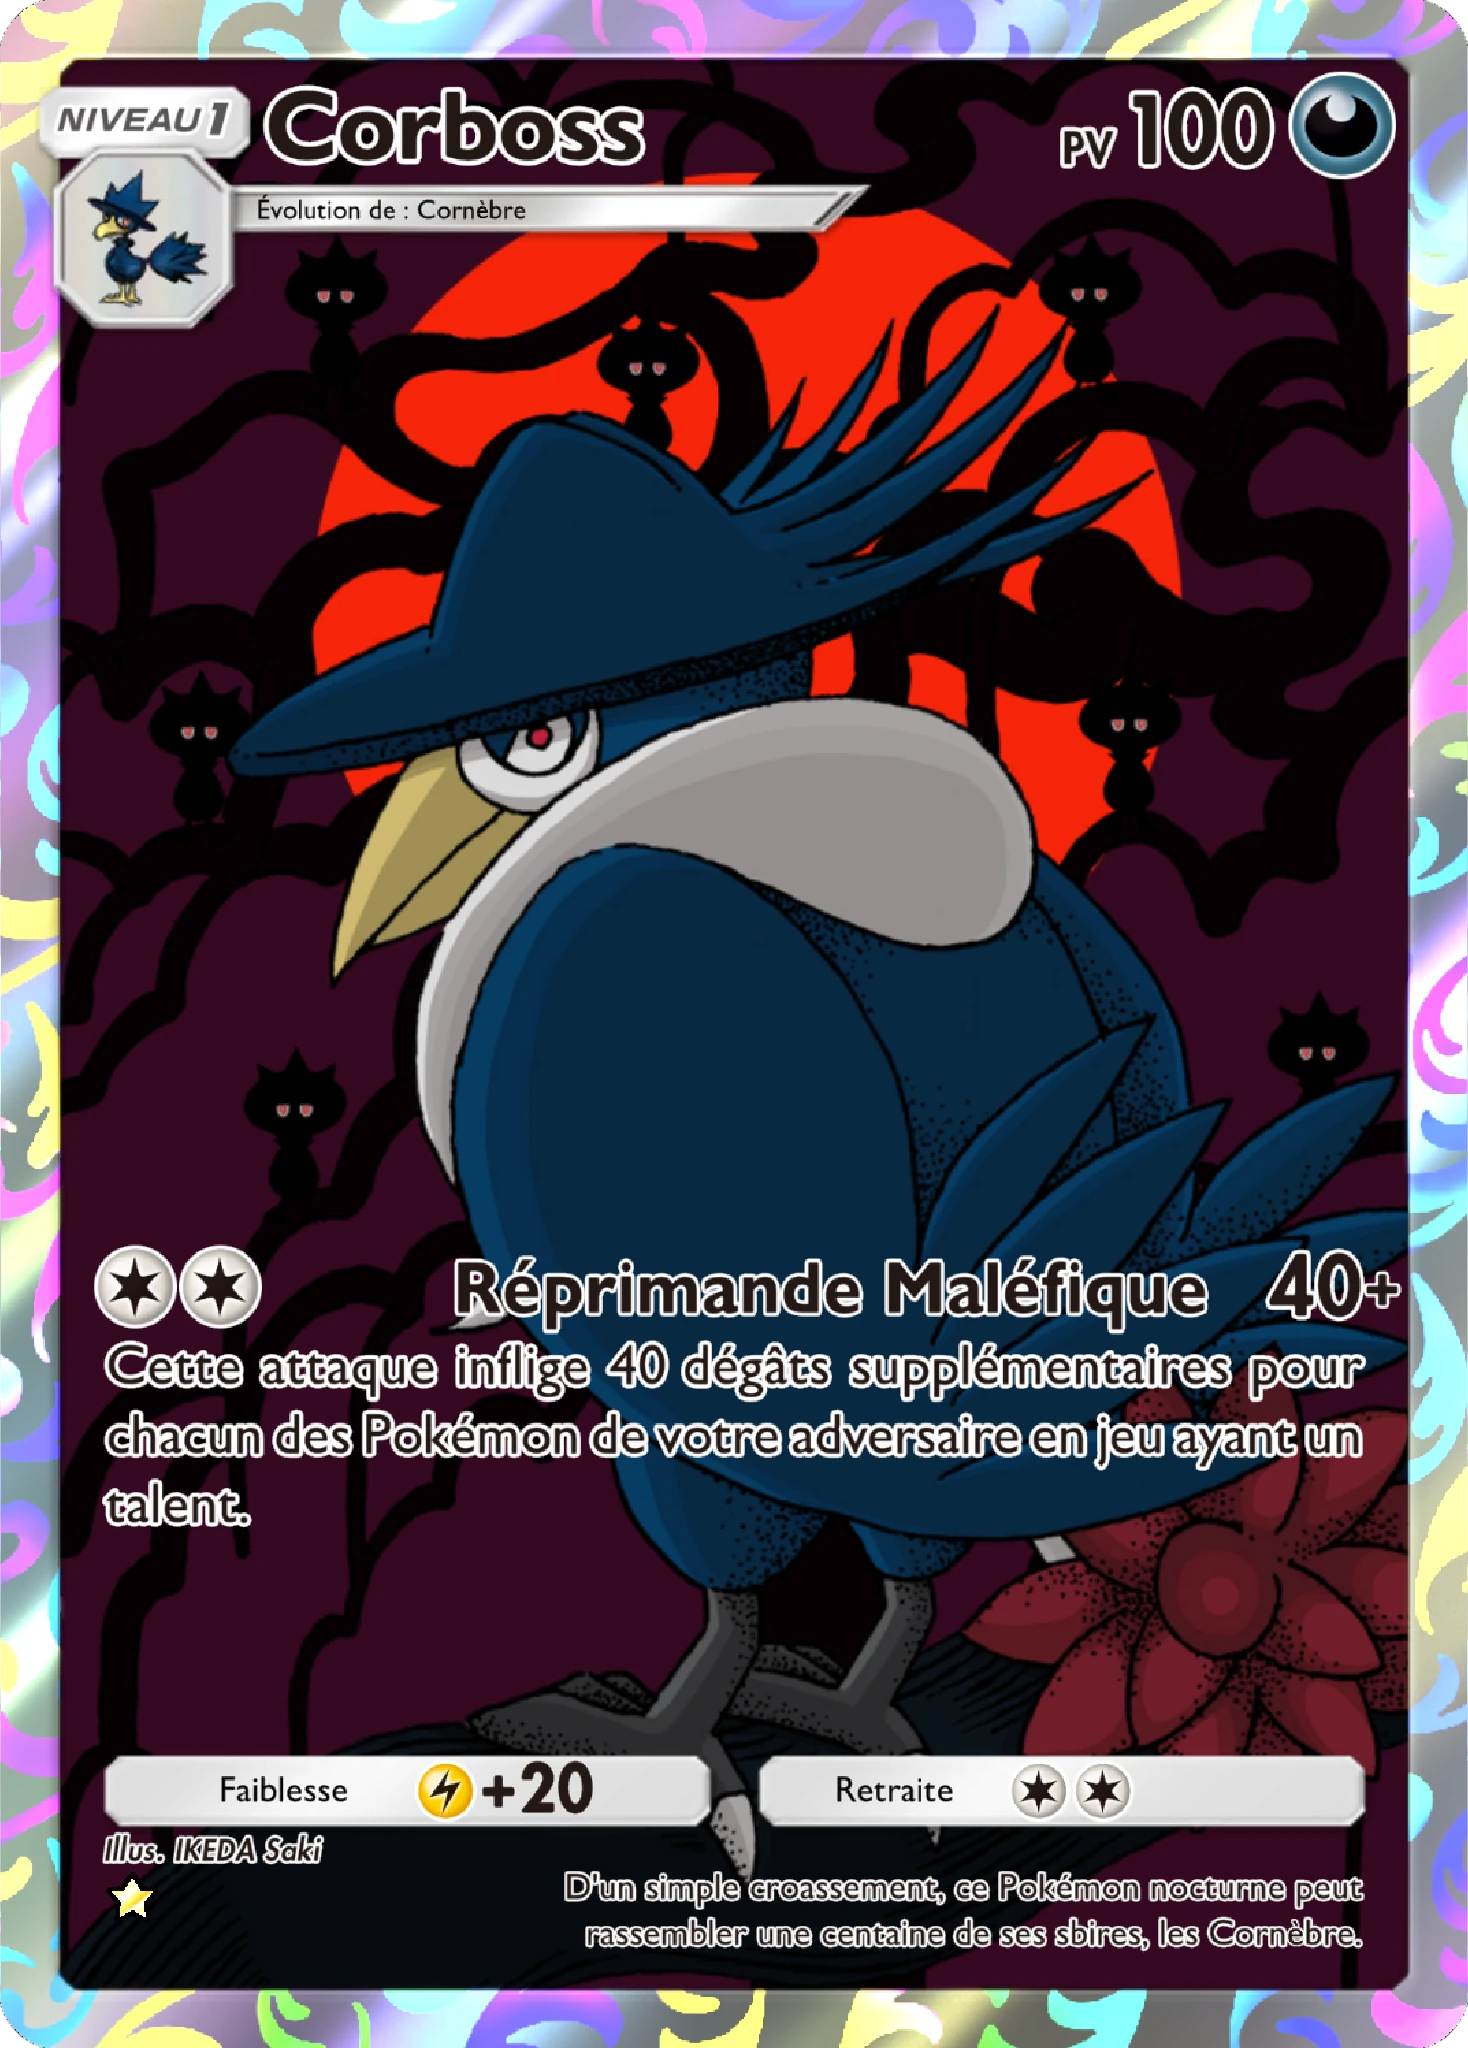 NIVEAU 1
Corboss
PV 100
Évolution de : Cornèbre
Réprimande Maléfique 40+
Cette attaque inflige 40 dégâts supplémentaires pour
chacun des Pokémon de votre adversaire en jeu ayant un
talent.
Faiblesse +20
Retraite
Illus. IKEDA Saki
D'un simple croassement, ce Pokémon nocturne peut
rassembler une centaine de ses sbires, les Cornèbre.